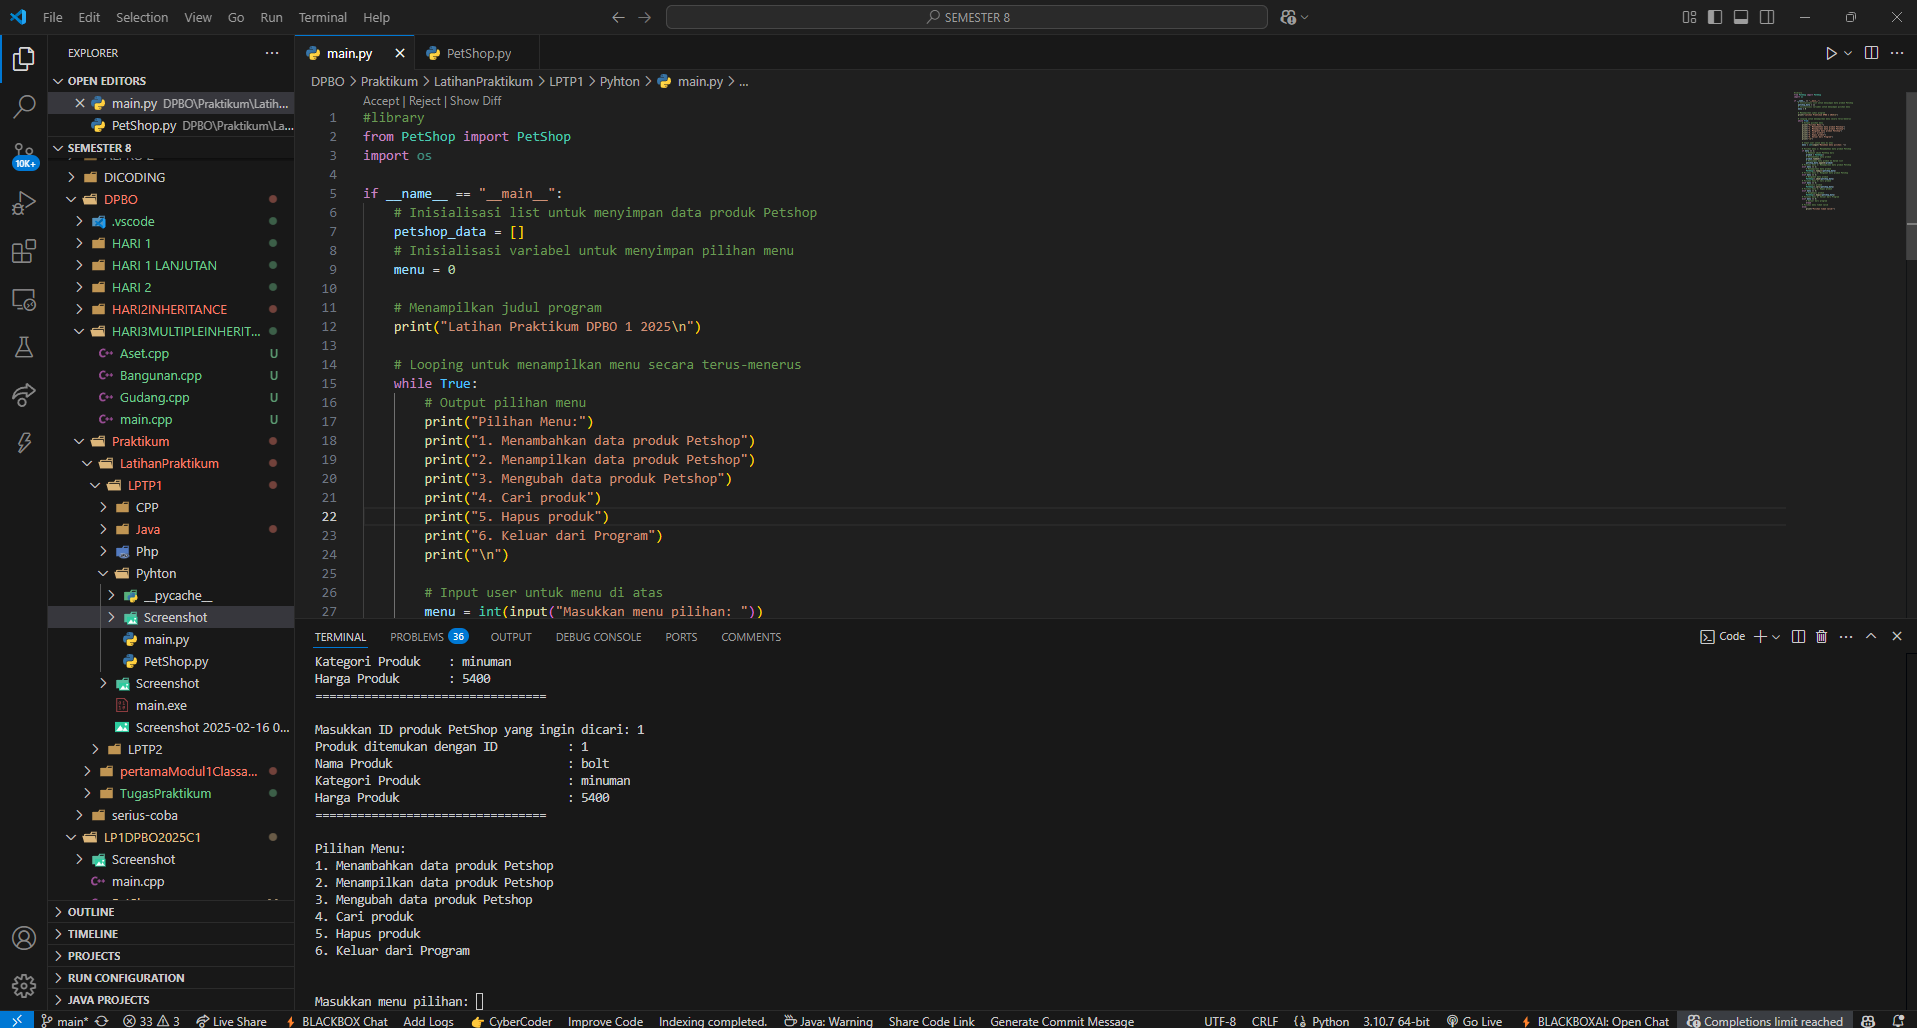 File Edit Selection View Go Run Terminal Help
SEMESTER 8
EXPLORER
OPEN EDITORS
main.py DPBO\Praktikum\Latih...
PetShop.py DPBO\Praktikum\La...
SEMESTER 8
DICODING
DPBO
.vscode
HARI 1
HARI 1 LANJUTAN
HARI 2
HARI2INHERITANCE
HARI3MULTIPLEINHERIT...
Aset.cpp U
Bangunan.cpp U
Gudang.cpp U
main.cpp U
Praktikum
LatihanPraktikum
LPTP1
CPP
Java
Php
Pyhton
__pycache__
Screenshot
main.py
PetShop.py
Screenshot
main.exe
Screenshot 2025-02-16 0...
LPTP2
pertamaModul1Classa...
TugasPraktikum
serius-coba
LP1DPBO2025C1
Screenshot
main.cpp
OUTLINE
TIMELINE
PROJECTS
RUN CONFIGURATION
JAVA PROJECTS
10K+
main.py
PetShop.py
DPBO > Praktikum > LatihanPraktikum > LPTP1 > Pyhton > main.py > ...
Accept | Reject | Show Diff
1 #library
2 from PetShop import PetShop
3 import os
4
5 if __name__ == "__main__":
6 # Inisialisasi list untuk menyimpan data produk Petshop
7 petshop_data = []
8 # Inisialisasi variabel untuk menyimpan pilihan menu
9 menu = 0
10
11 # Menampilkan judul program
12 print("Latihan Praktikum DPBO 1 2025\n")
13
14 # Looping untuk menampilkan menu secara terus-menerus
15 while True:
16 # Output pilihan menu
17 print("Pilihan Menu:")
18 print("1. Menambahkan data produk Petshop")
19 print("2. Menampilkan data produk Petshop")
20 print("3. Mengubah data produk Petshop")
21 print("4. Cari produk")
22 print("5. Hapus produk")
23 print("6. Keluar dari Program")
24 print("\n")
25
26 # Input user untuk menu di atas
27 menu = int(input("Masukkan menu pilihan: "))
TERMINAL PROBLEMS 36 OUTPUT DEBUG CONSOLE PORTS COMMENTS
Code
Kategori Produk : minuman
Harga Produk : 5400
=================================
Masukkan ID produk PetShop yang ingin dicari: 1
Produk ditemukan dengan ID : 1
Nama Produk : bolt
Kategori Produk : minuman
Harga Produk : 5400
=================================
Pilihan Menu:
1. Menambahkan data produk Petshop
2. Menampilkan data produk Petshop
3. Mengubah data produk Petshop
4. Cari produk
5. Hapus produk
6. Keluar dari Program
Masukkan menu pilihan:
main* 33 3 Live Share BLACKBOX Chat Add Logs CyberCoder Improve Code Indexing completed. Java: Warning Share Code Link Generate Commit Message UTF-8 CRLF Python 3.10.7 64-bit Go Live BLACKBOXAI: Open Chat Completions limit reached